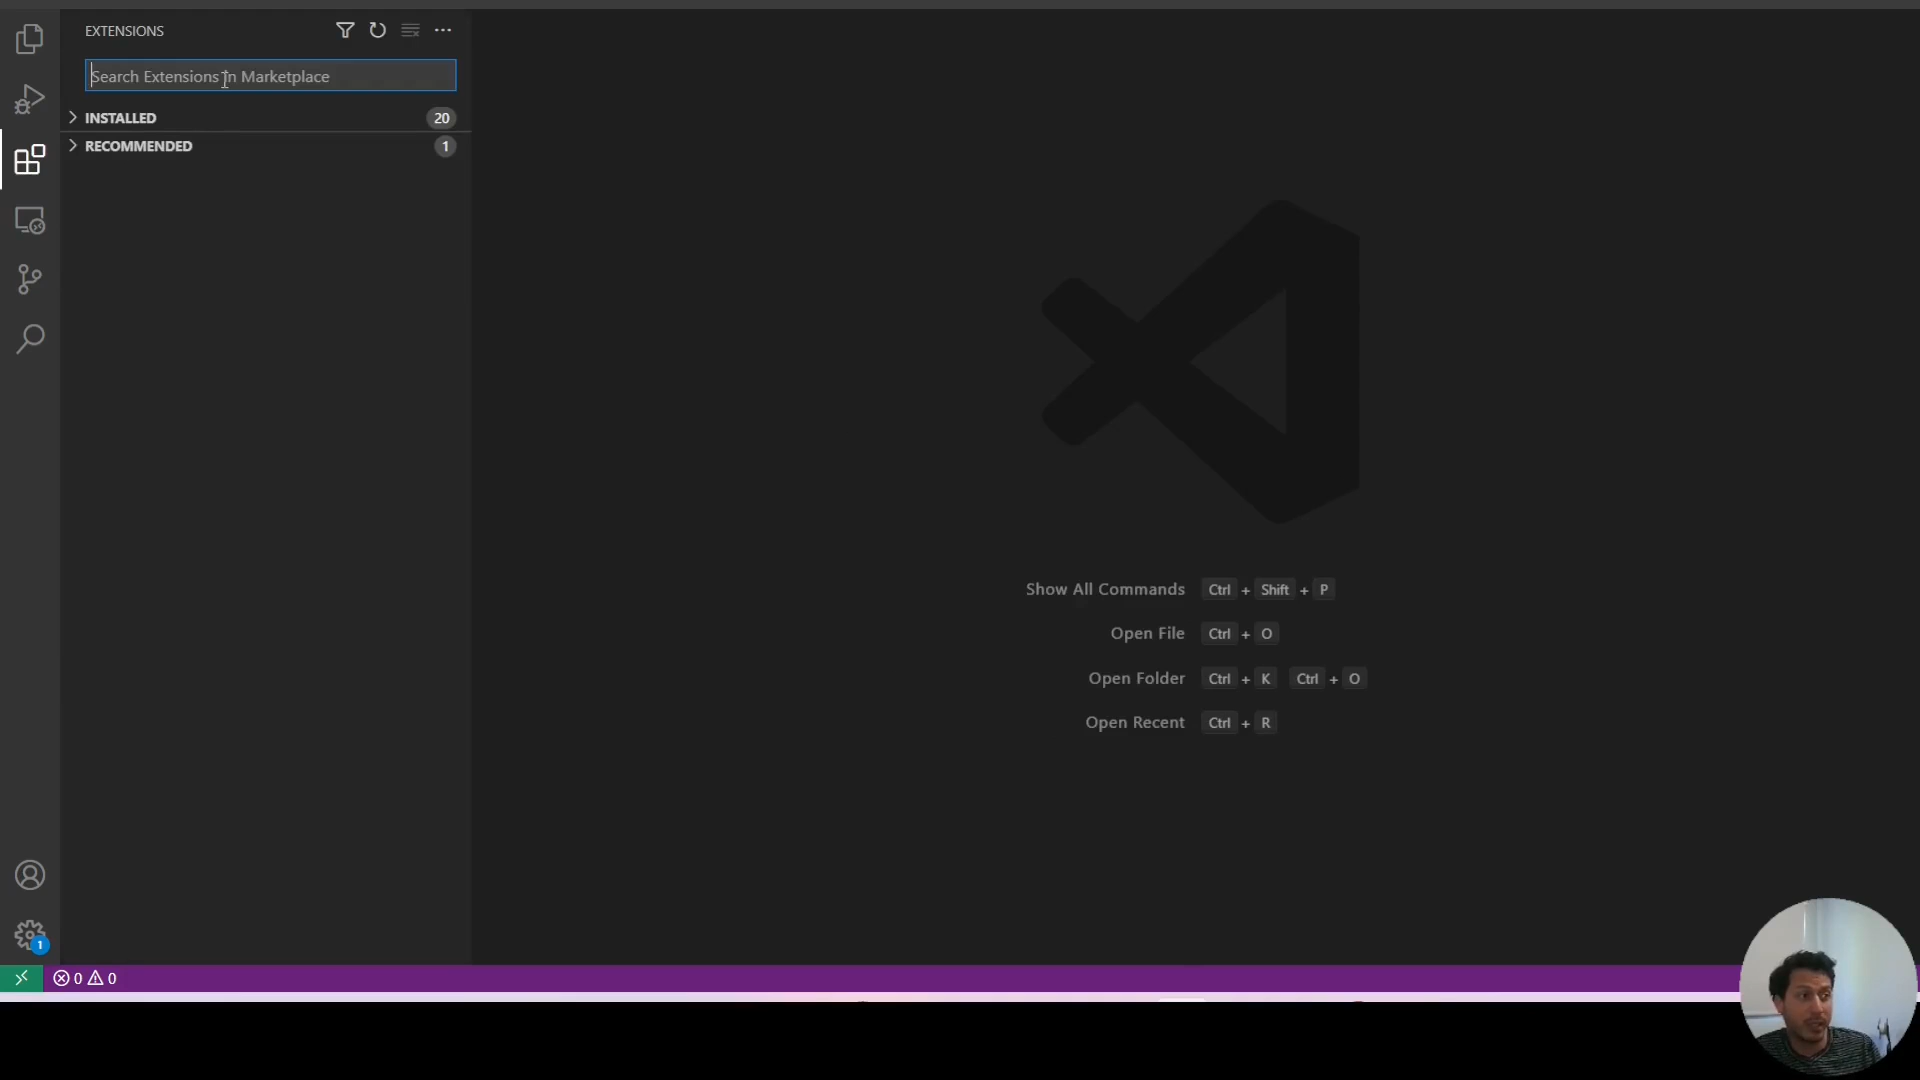 EXTENSIONS
Search Extensions in Marketplace
INSTALLED 20
RECOMMENDED 1
Show All Commands Ctrl + Shift + P
Open File Ctrl + O
Open Folder Ctrl + K Ctrl + O
Open Recent Ctrl + R
1
0 0